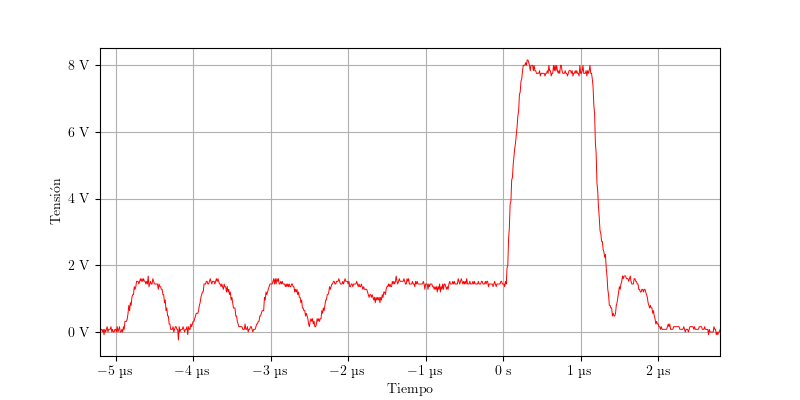 8 V
6 V
4 V
2 V
0 V
Tensión
−5 µs
−4 µs
−3 µs
−2 µs
−1 µs
0 s
1 µs
2 µs
Tiempo